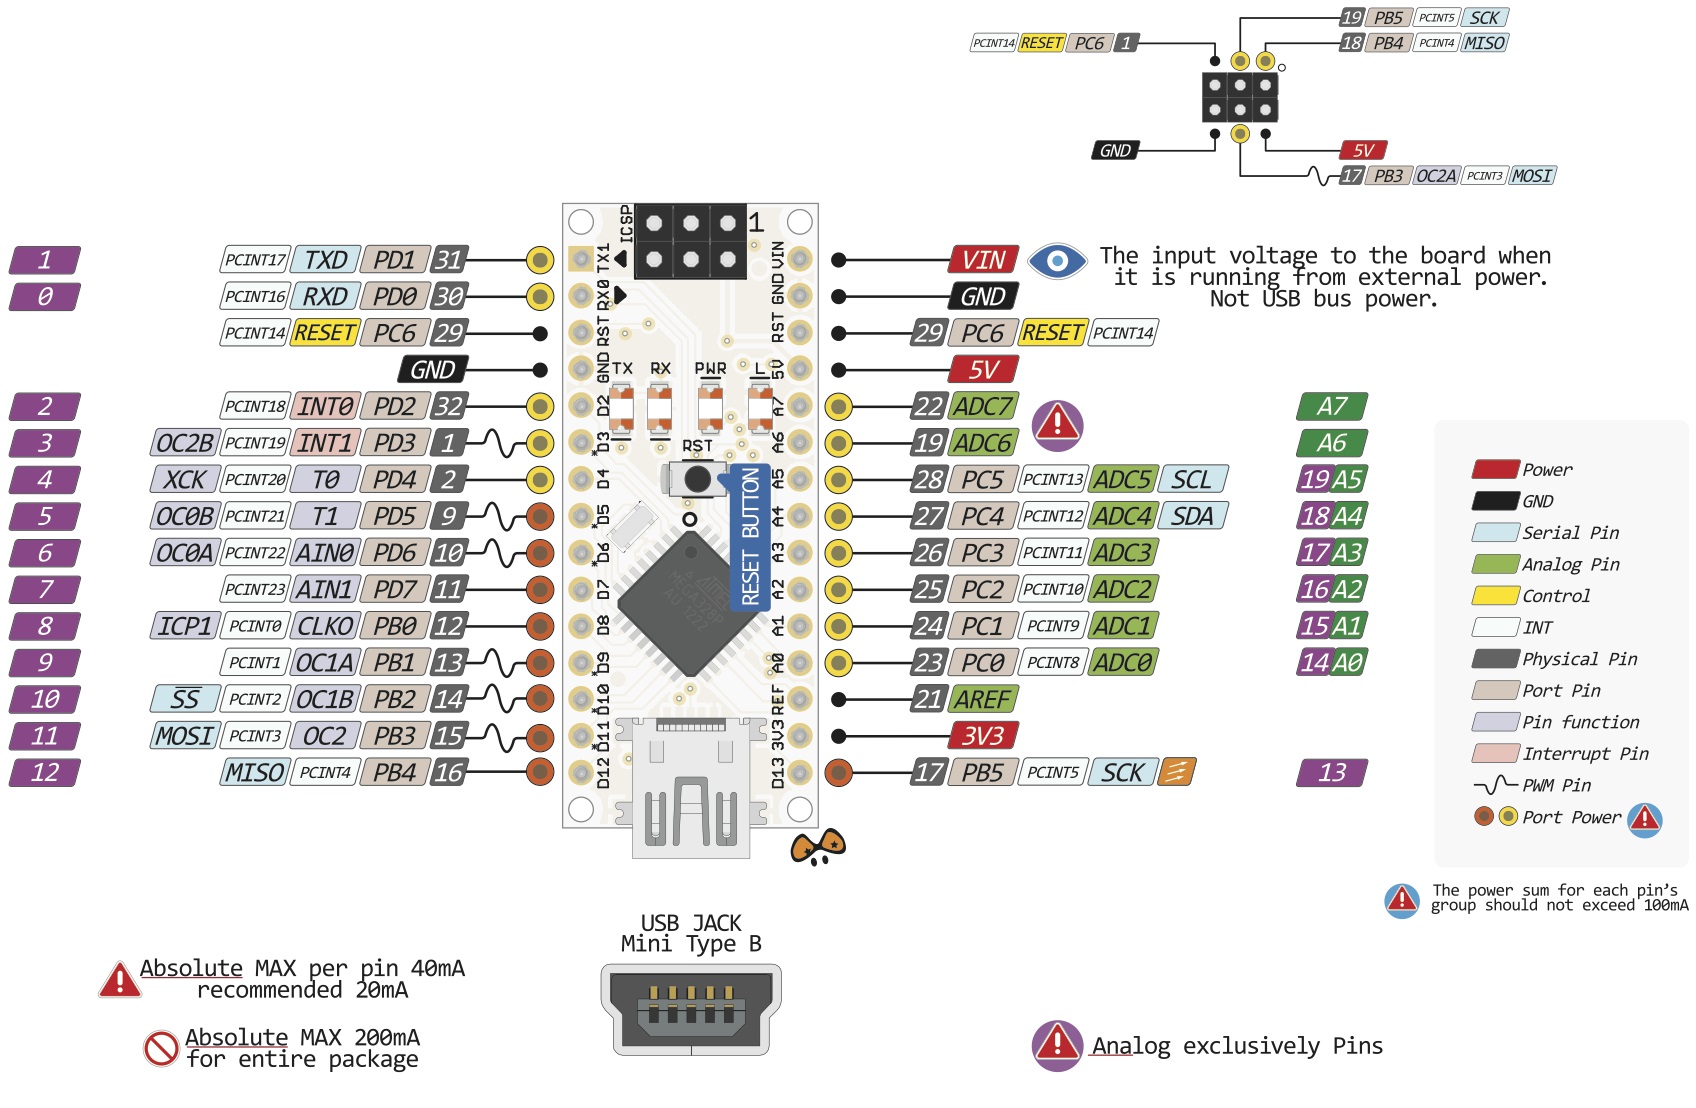 19 PB5 PCINT5 SCK
PCINT14 RESET PC6 1
18 PB4 PCINT4 MISO
GND
5V
17 PB3 OC2A PCINT3 MOSI
ICSP
1
1 PCINT17 TXD PD1 31 TX1
VIN VIN
The input voltage to the board when
it is running from external power.
Not USB bus power.
0 PCINT16 RXD PD0 30 RX0
GND GND
PCINT14 RESET PC6 29 RST
RST 29 PC6 RESET PCINT14
GND GND
TX RX PWR L
5V 5V
2 PCINT18 INT0 PD2 32 D2
A7 22 ADC7 A7
3 OC2B PCINT19 INT1 PD3 1 *D3
RST
A6 19 ADC6 A6
4 XCK PCINT20 T0 PD4 2 D4
A5 28 PC5 PCINT13 ADC5 SCL 19 A5
5 OC0B PCINT21 T1 PD5 9 *D5
RESET BUTTON
A4 27 PC4 PCINT12 ADC4 SDA 18 A4
6 OC0A PCINT22 AIN0 PD6 10 *D6
A3 26 PC3 PCINT11 ADC3 17 A3
7 PCINT23 AIN1 PD7 11 D7
ATMEL
MEGA328P
AU 1222
A2 25 PC2 PCINT10 ADC2 16 A2
8 ICP1 PCINT0 CLKO PB0 12 D8
A1 24 PC1 PCINT9 ADC1 15 A1
9 PCINT1 OC1A PB1 13 *D9
A0 23 PC0 PCINT8 ADC0 14 A0
10 SS PCINT2 OC1B PB2 14 *D10
REF 21 AREF
11 MOSI PCINT3 OC2 PB3 15 *D11
3V3 3V3
12 MISO PCINT4 PB4 16 D12
D13 17 PB5 PCINT5 SCK 13
Power
GND
Serial Pin
Analog Pin
Control
INT
Physical Pin
Port Pin
Pin function
Interrupt Pin
PWM Pin
Port Power
The power sum for each pin's
group should not exceed 100mA
USB JACK
Mini Type B
Absolute MAX per pin 40mA
recommended 20mA
Absolute MAX 200mA
for entire package
Analog exclusively Pins